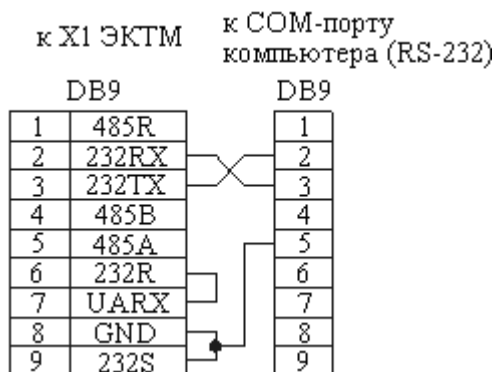 к X1 ЭКТМ
к COM-порту
компьютера (RS-232)
DB9
DB9
1 485R 1
2 232RX 2
3 232TX 3
4 485B 4
5 485A 5
6 232R 6
7 UARX 7
8 GND 8
9 232S 9